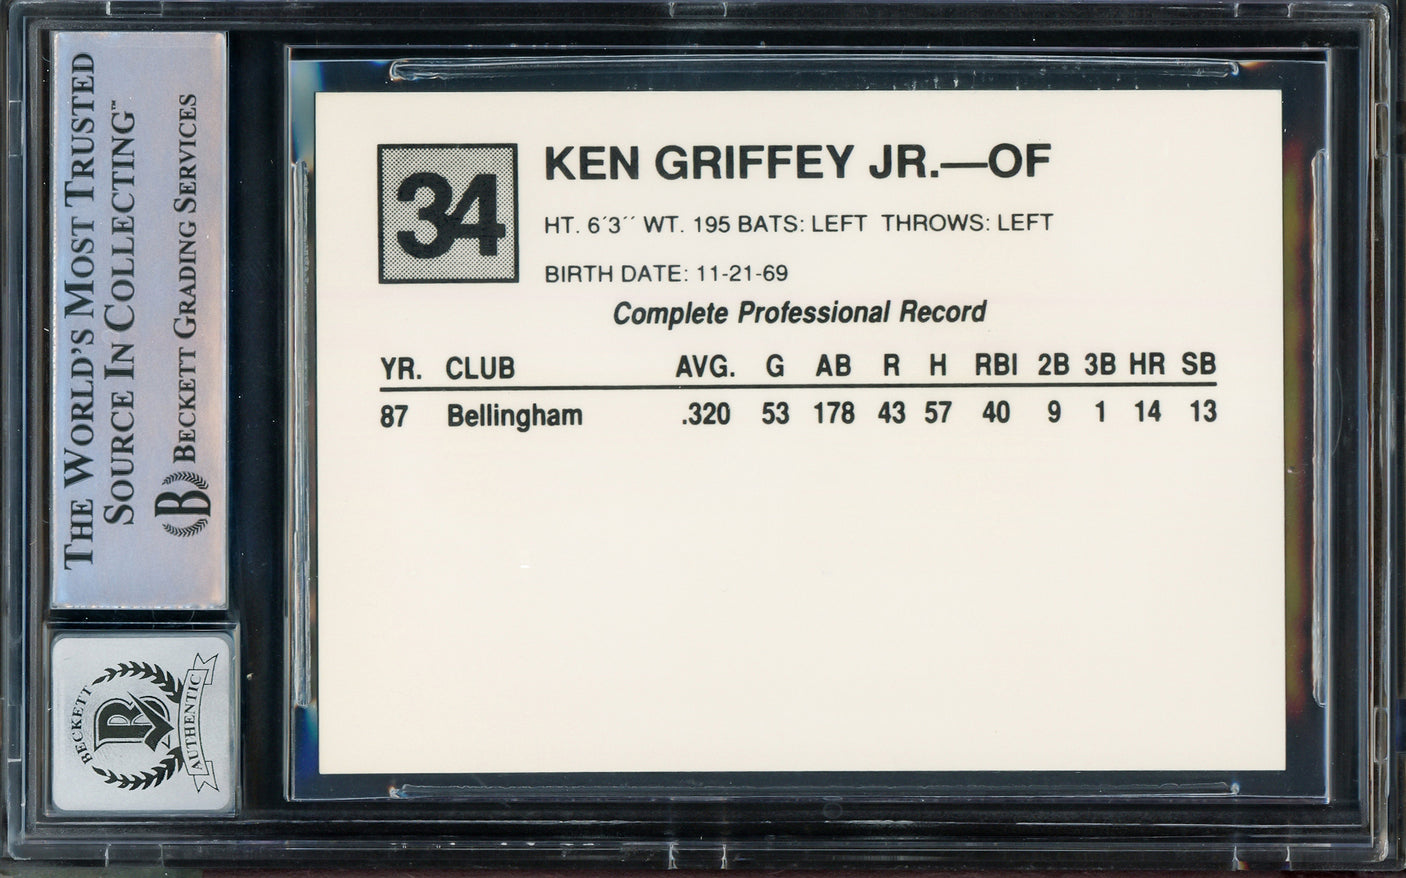 THE WORLD'S MOST TRUSTED
SOURCE IN COLLECTING™
BECKETT GRADING SERVICES
B
BECKETT
B
AUTHENTIC
34
KEN GRIFFEY JR.—OF
HT. 6´3´´ WT. 195 BATS: LEFT THROWS: LEFT
BIRTH DATE: 11-21-69
Complete Professional Record
YR. CLUB AVG. G AB R H RBI 2B 3B HR SB
87 Bellingham .320 53 178 43 57 40 9 1 14 13